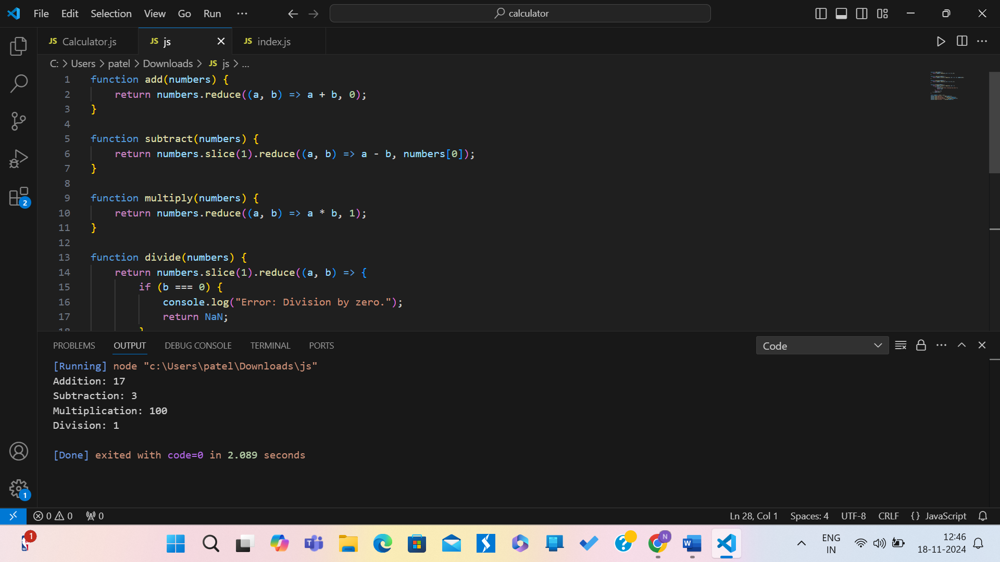 File Edit Selection View Go Run ··· calculator
JS Calculator.js JS js JS index.js
C: > Users > patel > Downloads > JS js > ...
1 function add(numbers) {
2 return numbers.reduce((a, b) => a + b, 0);
3 }
4
5 function subtract(numbers) {
6 return numbers.slice(1).reduce((a, b) => a - b, numbers[0]);
7 }
8
9 function multiply(numbers) {
10 return numbers.reduce((a, b) => a * b, 1);
11 }
12
13 function divide(numbers) {
14 return numbers.slice(1).reduce((a, b) => {
15 if (b === 0) {
16 console.log("Error: Division by zero.");
17 return NaN;
18 }
2
PROBLEMS OUTPUT DEBUG CONSOLE TERMINAL PORTS Code
[Running] node "c:\Users\patel\Downloads\js"
Addition: 17
Subtraction: 3
Multiplication: 100
Division: 1
[Done] exited with code=0 in 2.089 seconds
1
0 0 0 Ln 28, Col 1 Spaces: 4 UTF-8 CRLF {} JavaScript
1 T ? N W ENG 12:46
IN 18-11-2024